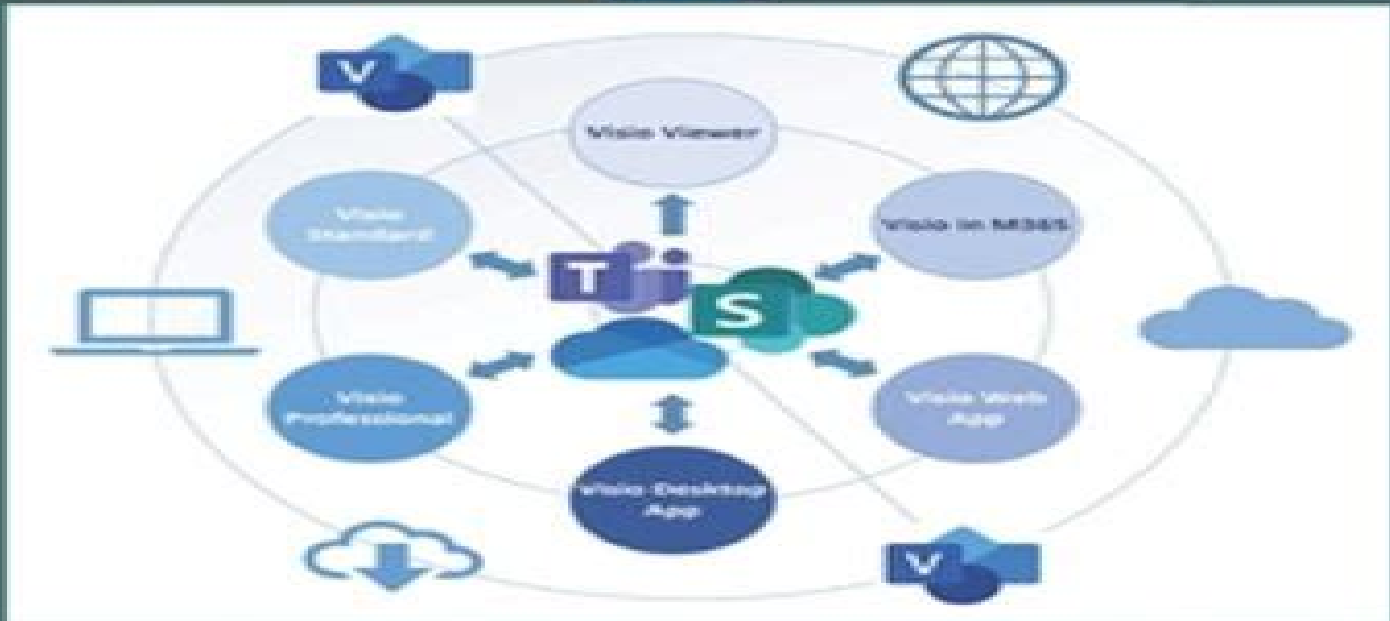 V
Visio Viewer
Visio
Standard
Visio in M365
T
S
Visio
Professional
Visio Web
App
Visio Desktop
App
V